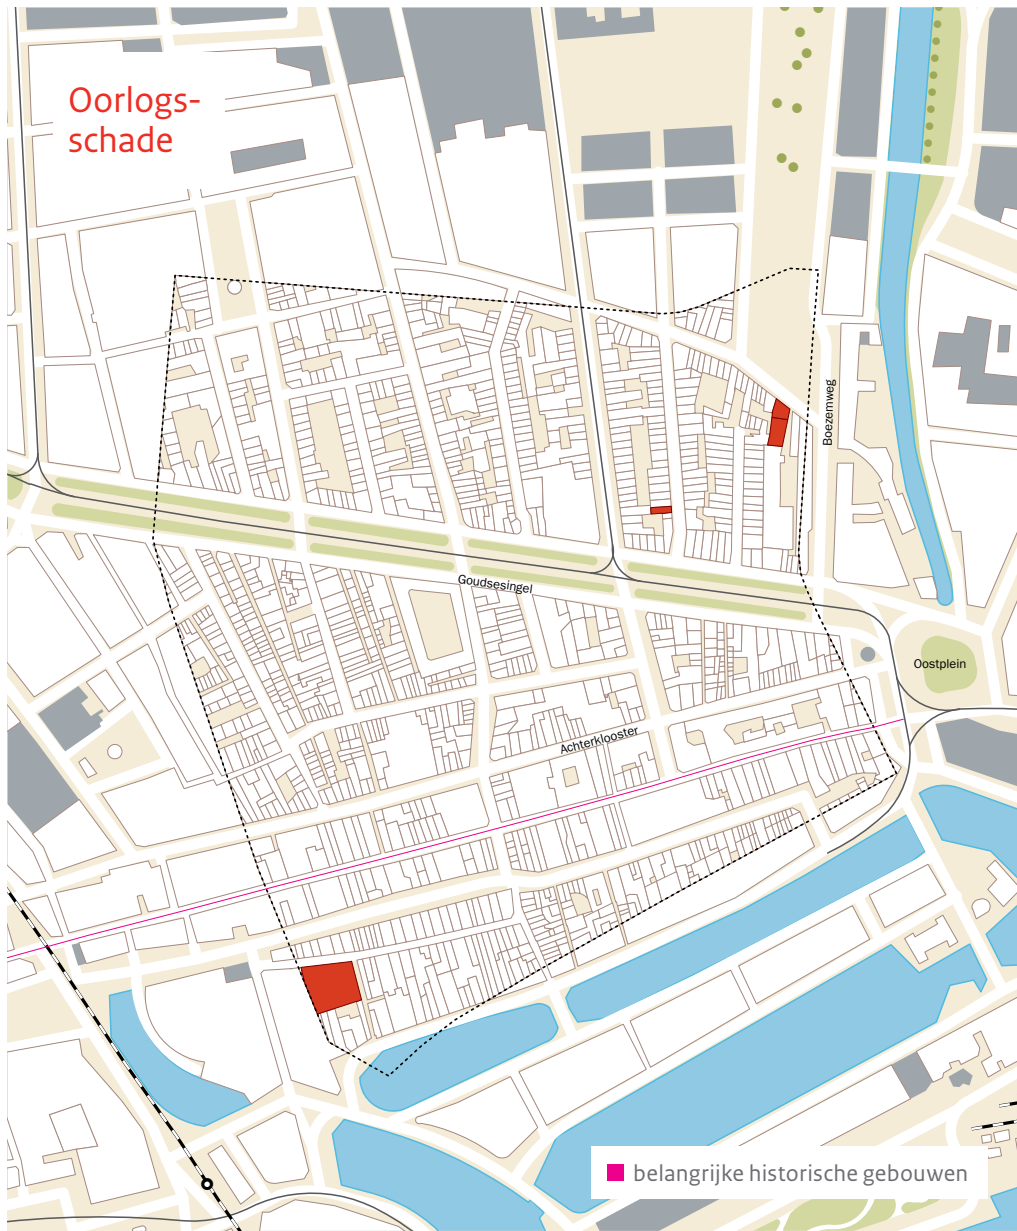 Oorlogs-
schade
Boezemweg
Goudsesingel
Oostplein
Achterklooster
belangrijke historische gebouwen